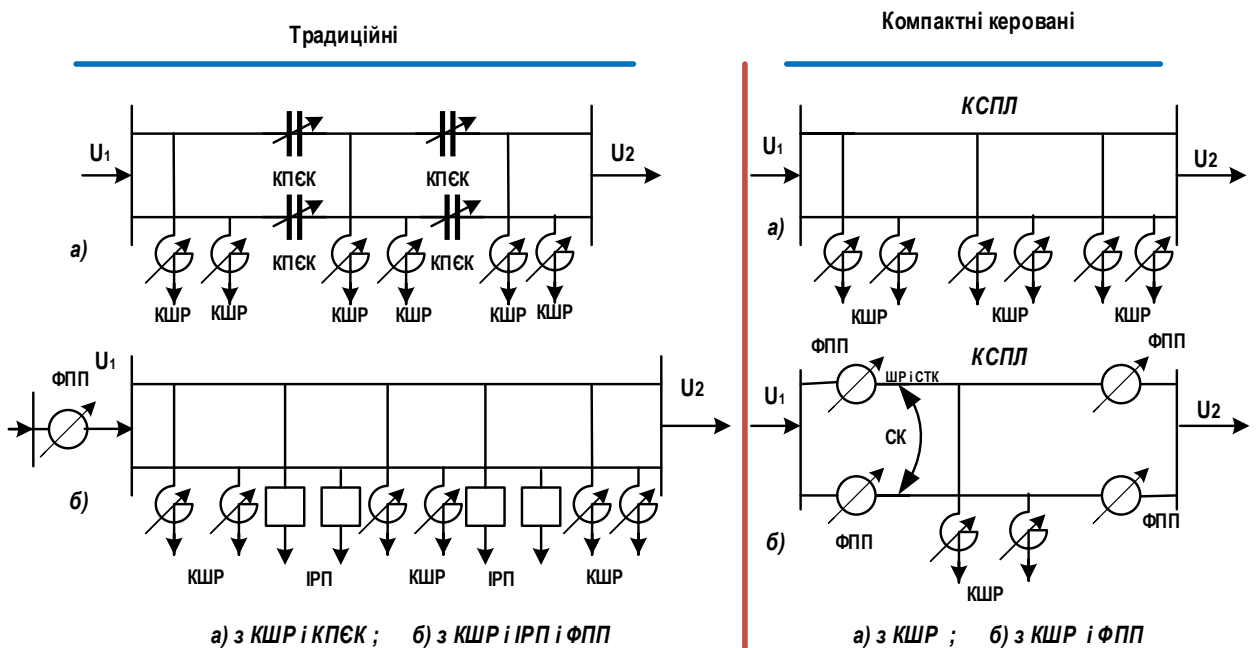 Традиційні
U1
U2
КПЄК
КПЄК
КПЄК
КПЄК
а)
КШР
КШР
КШР
КШР
КШР
КШР
ФПП
U1
U2
б)
КШР
ІРП
КШР
ІРП
КШР
а) з КШР і КПЄК ; б) з КШР і ІРП і ФПП
Компактні керовані
КСПЛ
U1
U2
а)
КШР
КШР
КШР
ФПП
КСПЛ
ФПП
U1
ШР і СТК
U2
СК
б)
ФПП
ФПП
КШР
а) з КШР ; б) з КШР і ФПП